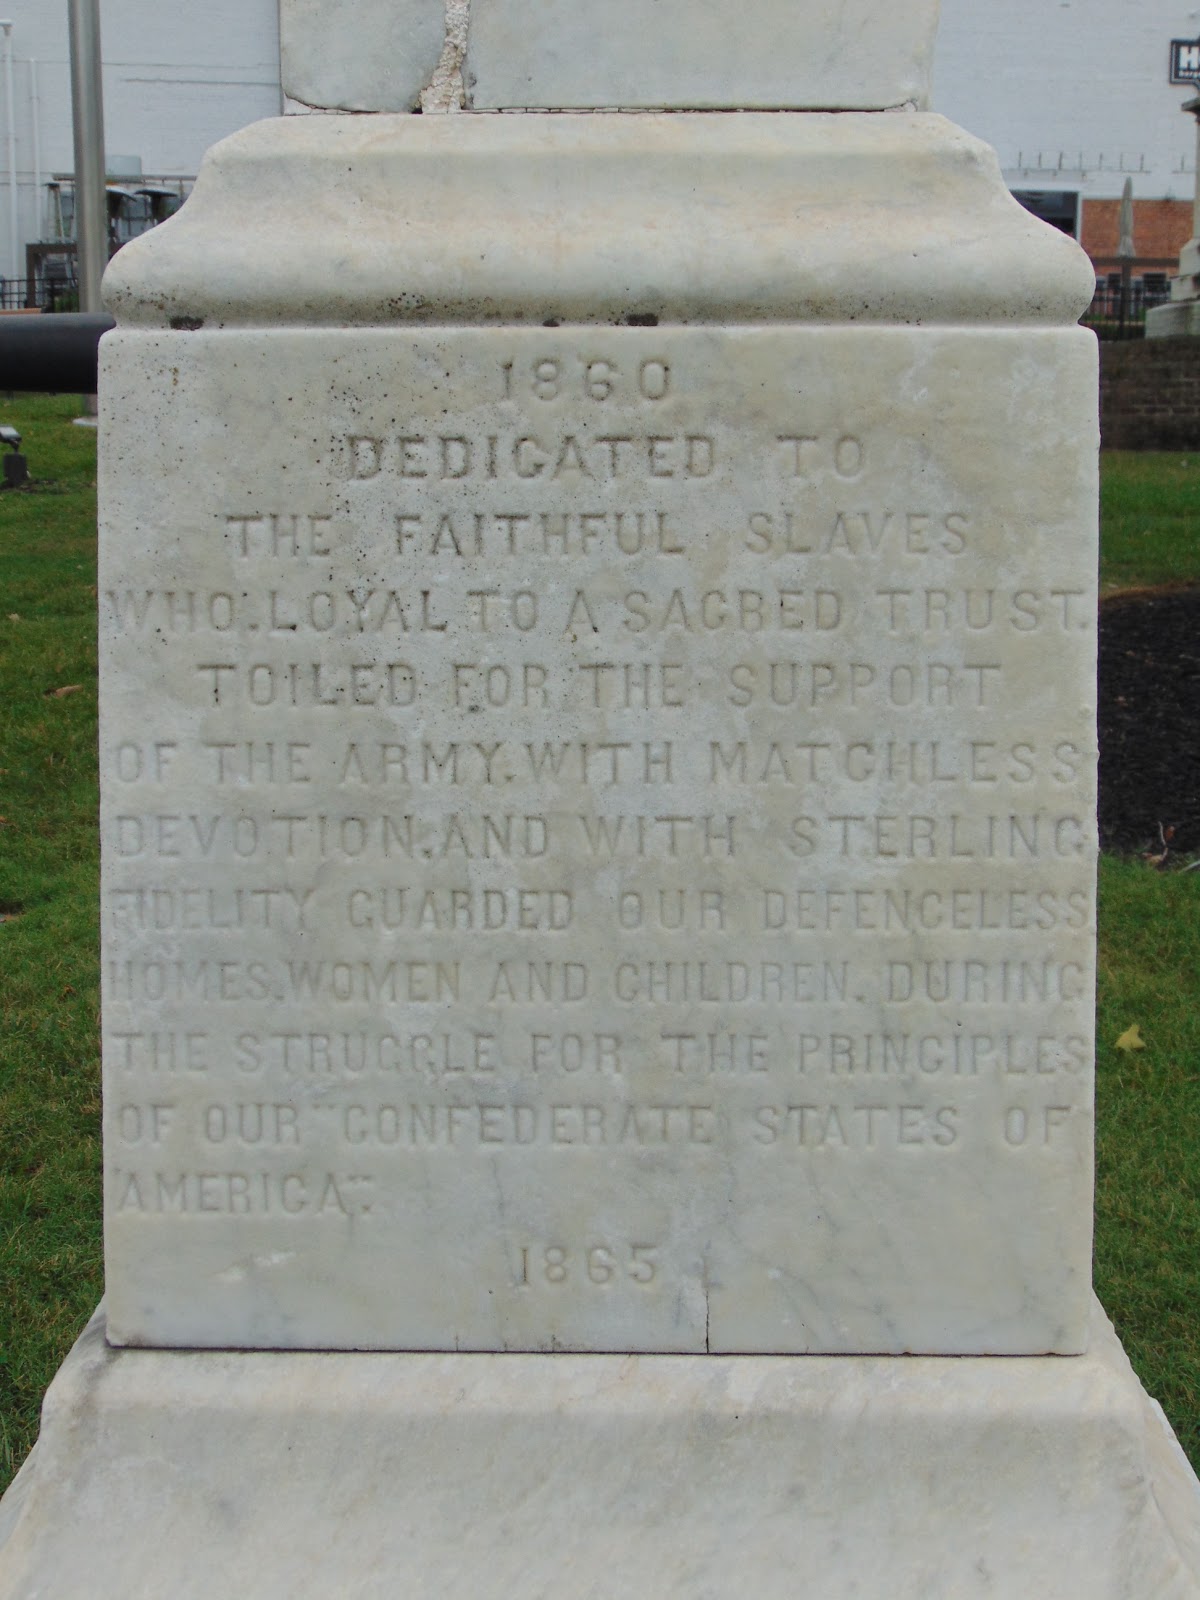 1860
DEDICATED TO
THE FAITHFUL SLAVES
WHO, LOYAL TO A SACRED TRUST,
TOILED FOR THE SUPPORT
OF THE ARMY, WITH MATCHLESS
DEVOTION, AND WITH STERLING
FIDELITY GUARDED OUR DEFENCELESS
HOMES, WOMEN AND CHILDREN, DURING
THE STRUGGLE FOR THE PRINCIPLES
OF OUR "CONFEDERATE STATES OF
AMERICA".
1865